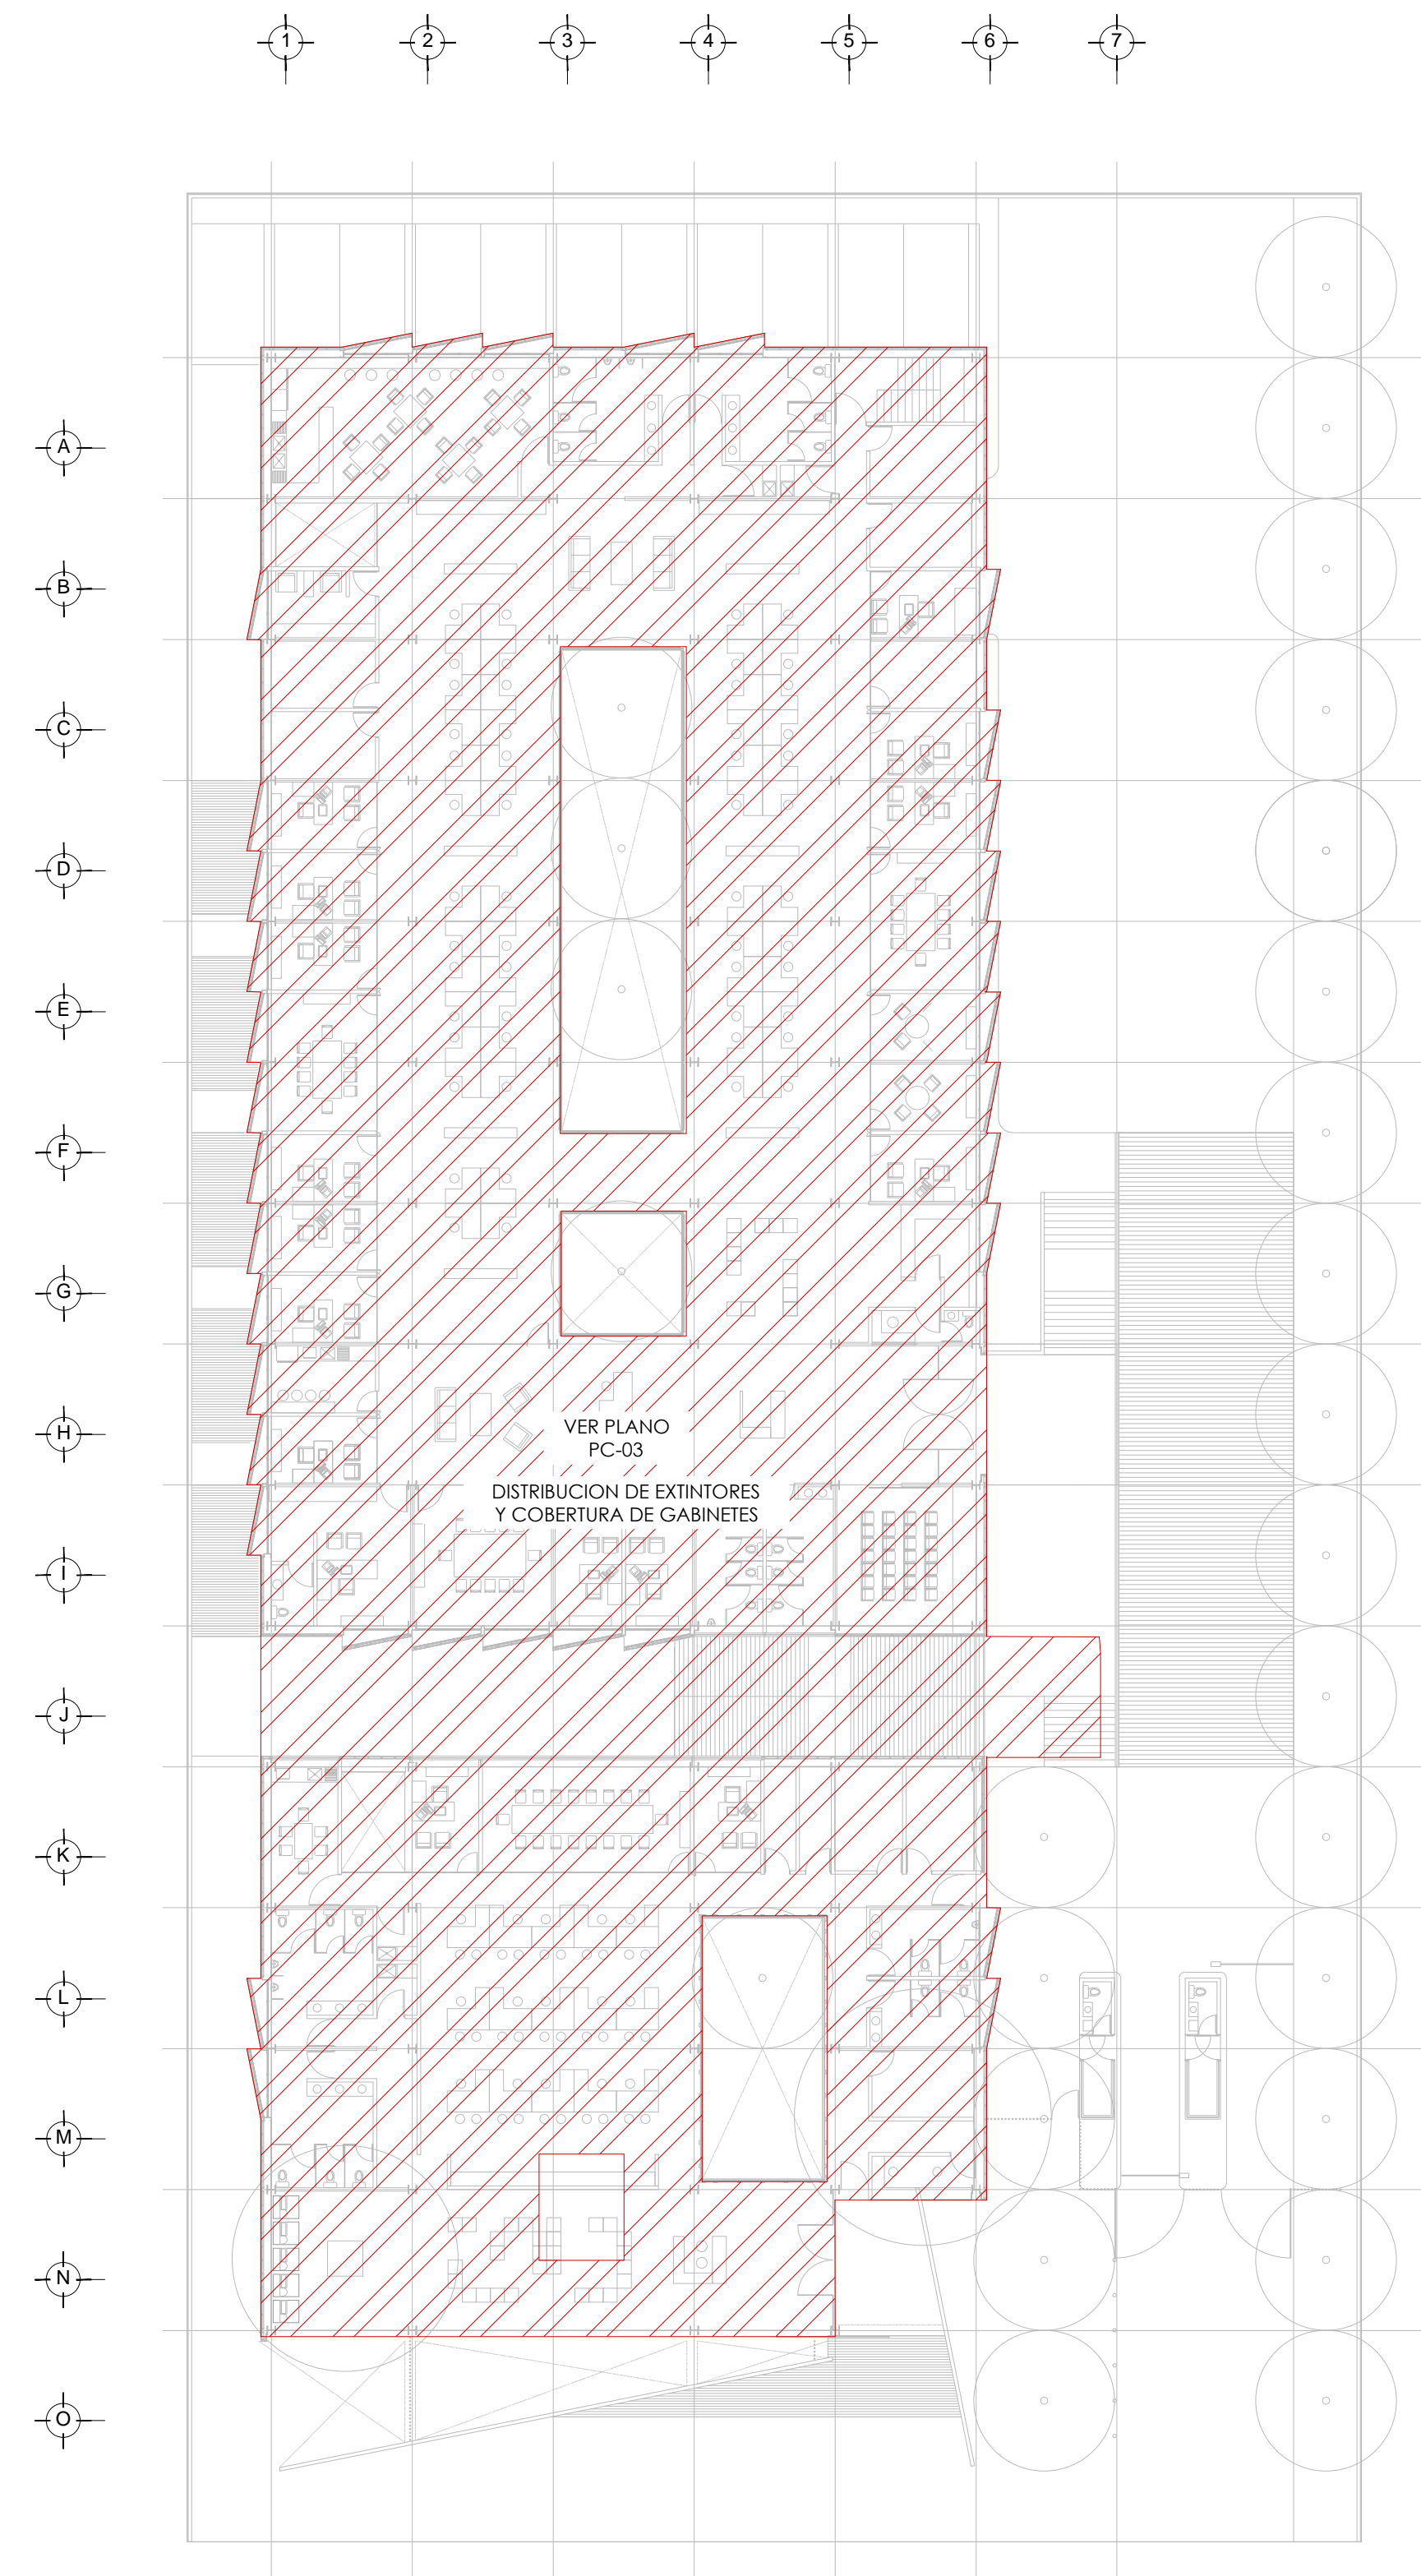 1 2 3 4 5 6 7
A
B
C
D
E
F
G
H
VER PLANO
PC-03
DISTRIBUCION DE EXTINTORES
Y COBERTURA DE GABINETES
I
J
K
L
M
N
O